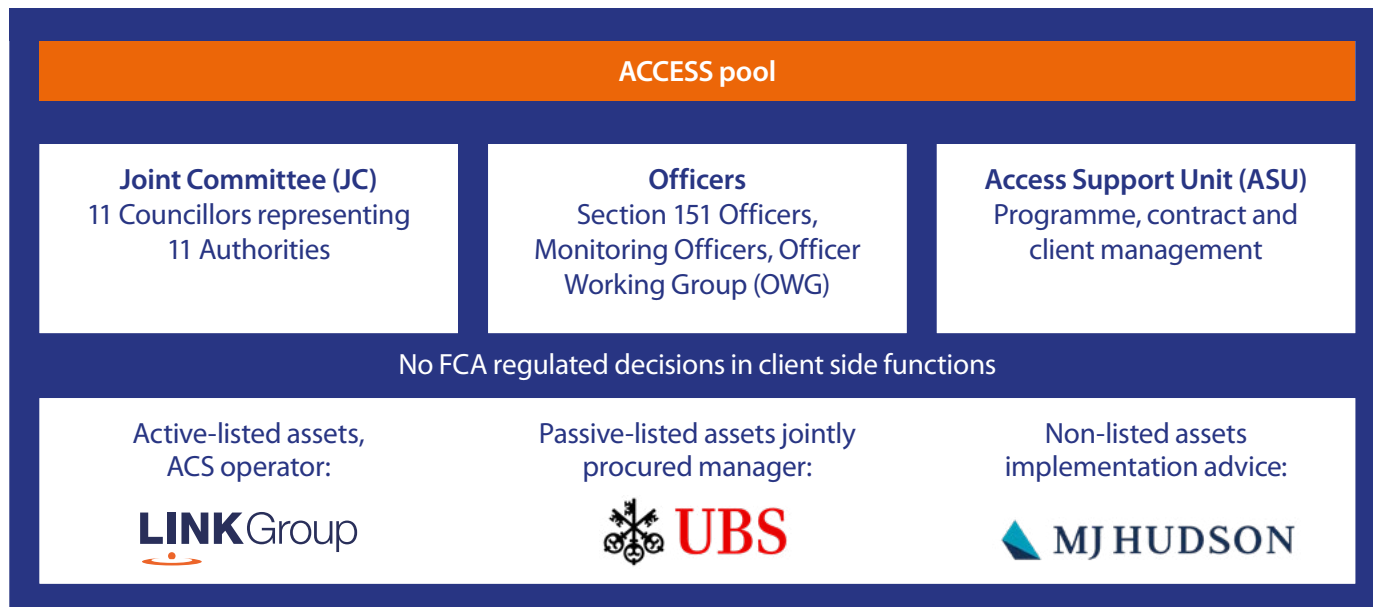 ACCESS pool
Joint Committee (JC)
11 Councillors representing
11 Authorities
Officers
Section 151 Officers,
Monitoring Officers, Officer
Working Group (OWG)
Access Support Unit (ASU)
Programme, contract and
client management
No FCA regulated decisions in client side functions
Active-listed assets,
ACS operator:
LINKGroup
Passive-listed assets jointly
procured manager:
UBS
Non-listed assets
implementation advice:
MJ HUDSON